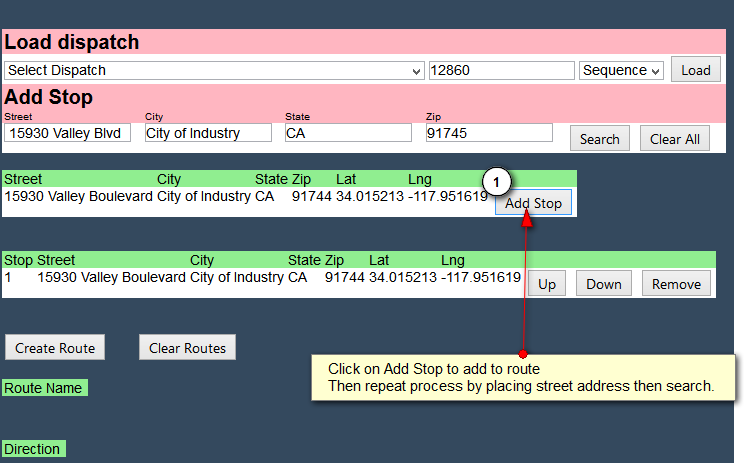 Load dispatch
Select Dispatch 12860 Sequence Load
Add Stop
Street City State Zip
15930 Valley Blvd City of Industry CA 91745 Search Clear All
Street City State Zip Lat Lng
1
15930 Valley Boulevard City of Industry CA 91744 34.015213 -117.951619 Add Stop
Stop Street City State Zip Lat Lng
1 15930 Valley Boulevard City of Industry CA 91744 34.015213 -117.951619 Up Down Remove
Create Route Clear Routes
Click on Add Stop to add to route
Then repeat process by placing street address then search.
Route Name
Direction